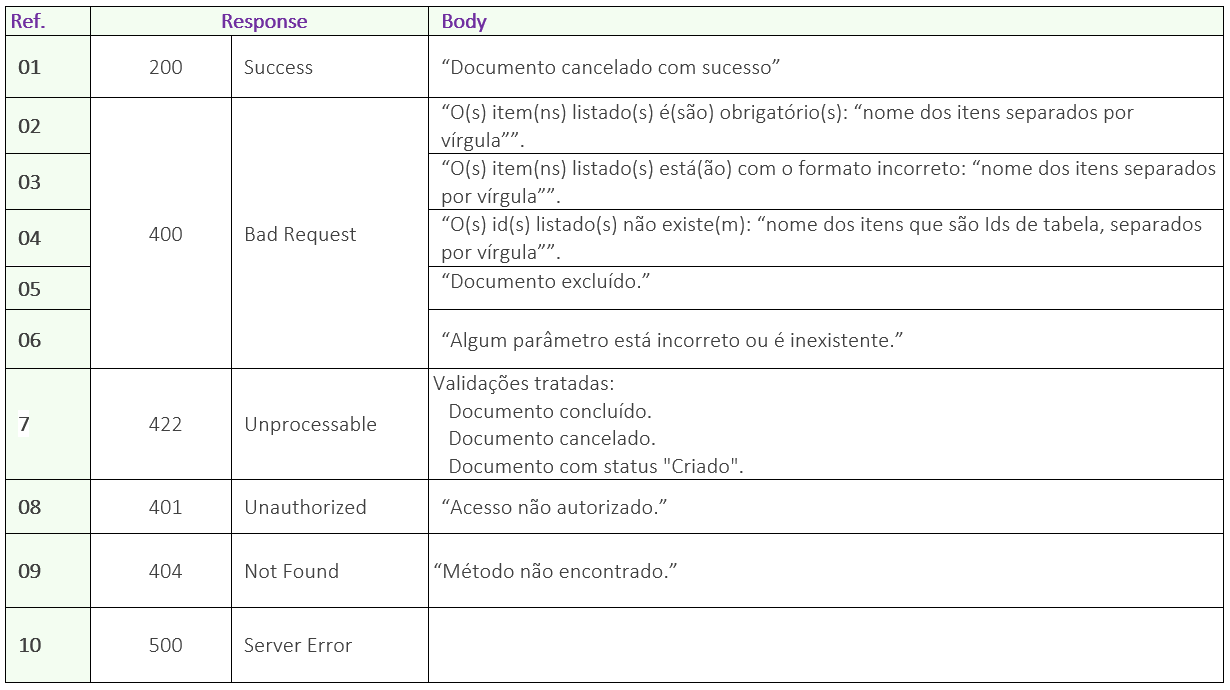 Ref. Response Body
01 200 Success “Documento cancelado com sucesso”
02 “O(s) item(ns) listado(s) é(são) obrigatório(s): “nome dos itens separados por
vírgula””.
03 “O(s) item(ns) listado(s) está(ão) com o formato incorreto: “nome dos itens separados
por vírgula””.
400 Bad Request
04 “O(s) id(s) listado(s) não existe(m): “nome dos itens que são Ids de tabela, separados
por vírgula””.
05 “Documento excluído.”
06 “Algum parâmetro está incorreto ou é inexistente.”
7 422 Unprocessable Validações tratadas:
Documento concluído.
Documento cancelado.
Documento com status "Criado".
08 401 Unauthorized “Acesso não autorizado.”
09 404 Not Found “Método não encontrado.”
10 500 Server Error